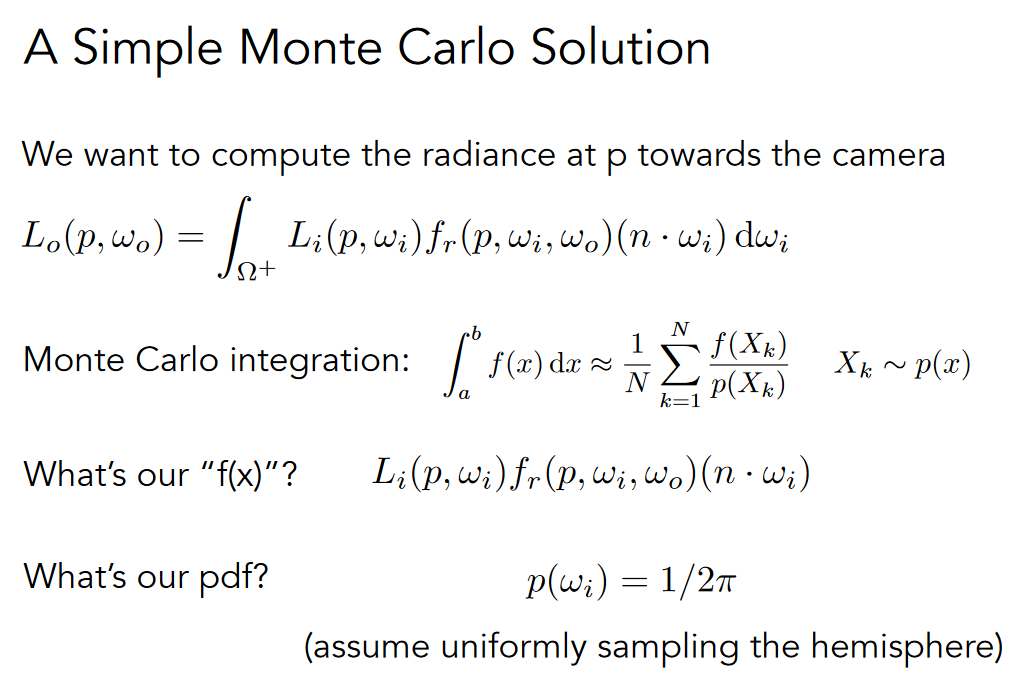 A Simple Monte Carlo Solution
We want to compute the radiance at p towards the camera
$L_o(p, \omega_o) = \int_{\Omega+} L_i(p, \omega_i) f_r(p, \omega_i, \omega_o)(n \cdot \omega_i) \, \mathrm{d}\omega_i$
Monte Carlo integration: $\int_a^b f(x) \, \mathrm{d}x \approx \frac{1}{N} \sum_{k=1}^{N} \frac{f(X_k)}{p(X_k)}$ $X_k \sim p(x)$
What’s our “f(x)”? $L_i(p, \omega_i) f_r(p, \omega_i, \omega_o)(n \cdot \omega_i)$
What’s our pdf? $p(\omega_i) = 1/2\pi$
(assume uniformly sampling the hemisphere)